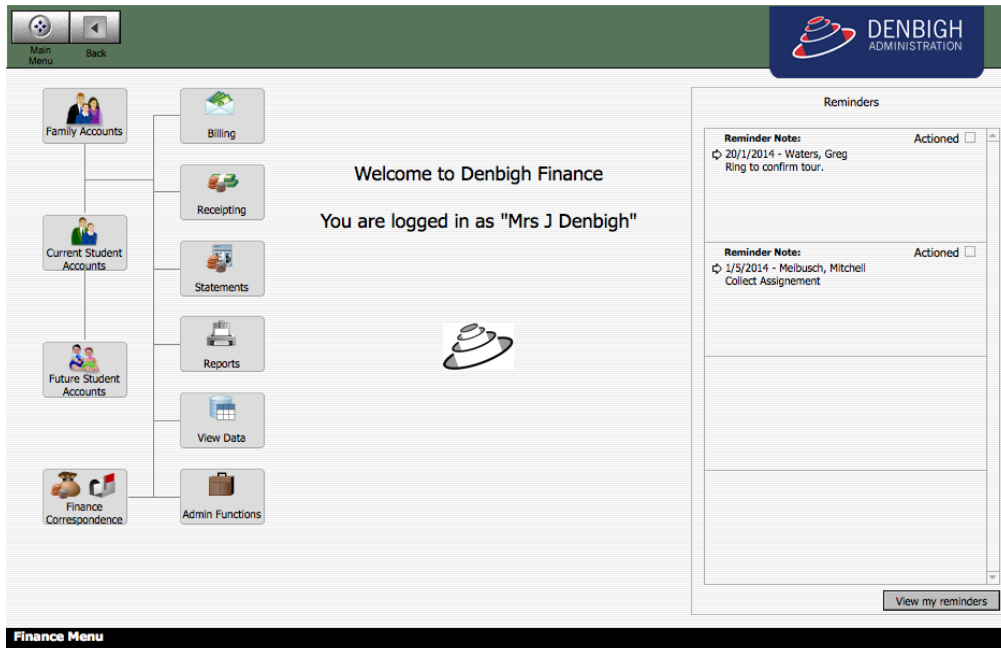 Main
Menu
Back
DENBIGH
ADMINISTRATION
Family Accounts
Current Student
Accounts
Future Student
Accounts
Finance
Correspondence
Billing
Receipting
Statements
Reports
View Data
Admin Functions
Welcome to Denbigh Finance
You are logged in as "Mrs J Denbigh"
Reminders
Reminder Note: Actioned
20/1/2014 - Waters, Greg
Ring to confirm tour.
Reminder Note: Actioned
1/5/2014 - Meibusch, Mitchell
Collect Assignement
View my reminders
Finance Menu